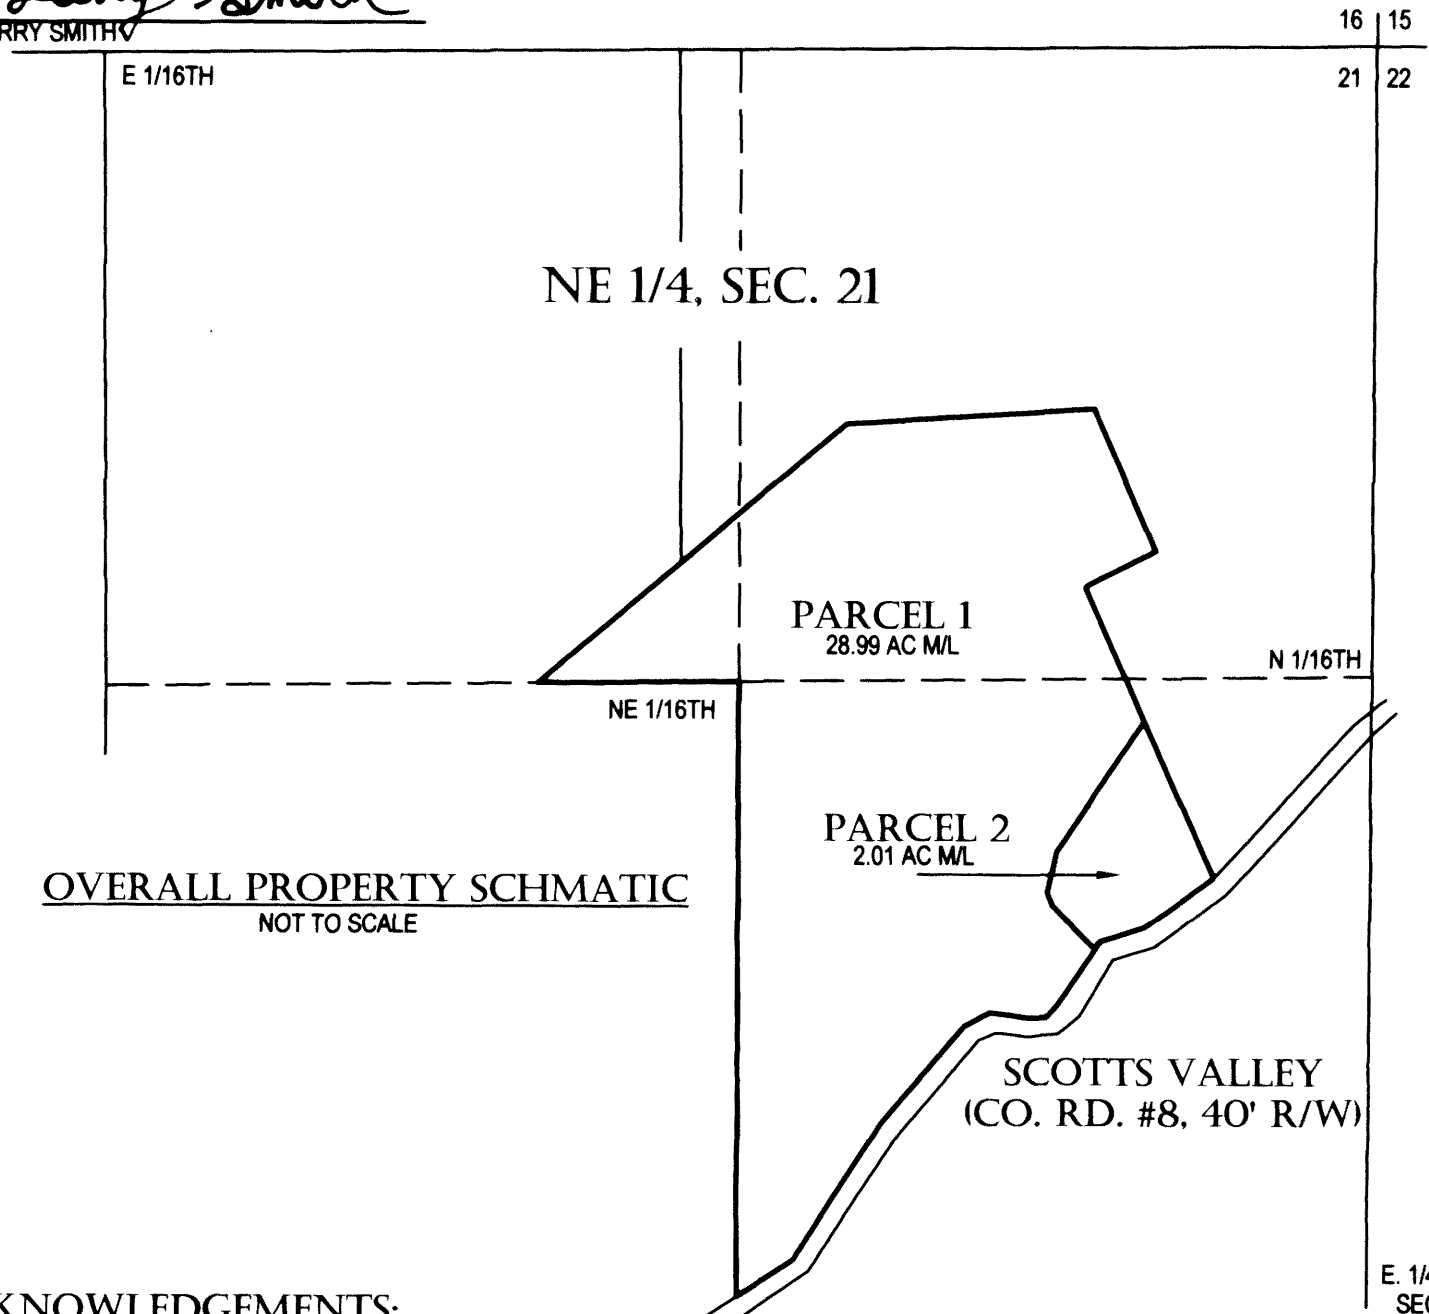 RRY SMITH
16 15
21 22
E 1/16TH
NE 1/4, SEC. 21
PARCEL 1
28.99 AC M/L
N 1/16TH
NE 1/16TH
PARCEL 2
2.01 AC M/L
OVERALL PROPERTY SCHMATIC
NOT TO SCALE
SCOTTS VALLEY
(CO. RD. #8, 40' R/W)
E. 1/4
SEC
KNOWLEDGEMENTS: